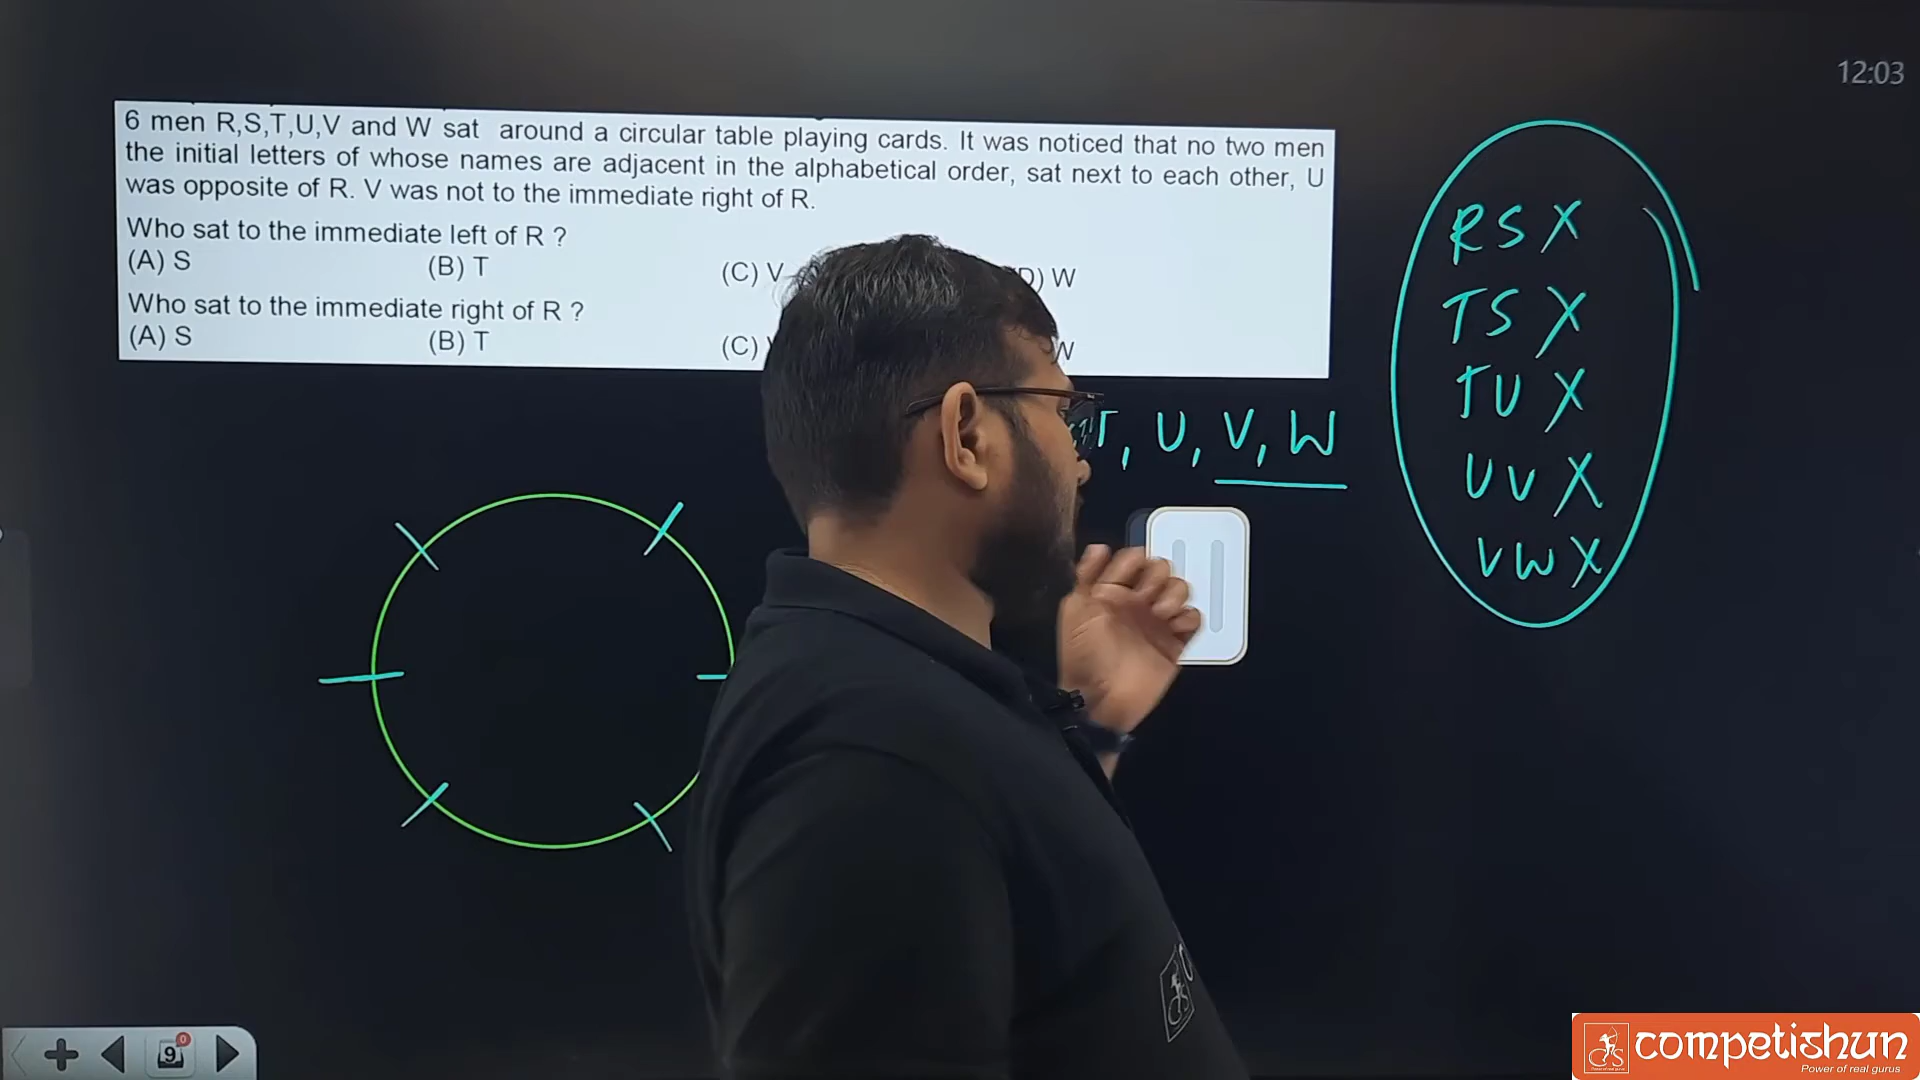 12:03
6 men R,S,T,U,V and W sat around a circular table playing cards. It was noticed that no two men
the initial letters of whose names are adjacent in the alphabetical order, sat next to each other, U
was opposite of R. V was not to the immediate right of R.
Who sat to the immediate left of R ?
(A) S (B) T (C) V D) W
Who sat to the immediate right of R ?
(A) S (B) T (C) W
T, U, V, W
RS X
TS X
TU X
UV X
VW X
9
0
competishun
Power of real gurus